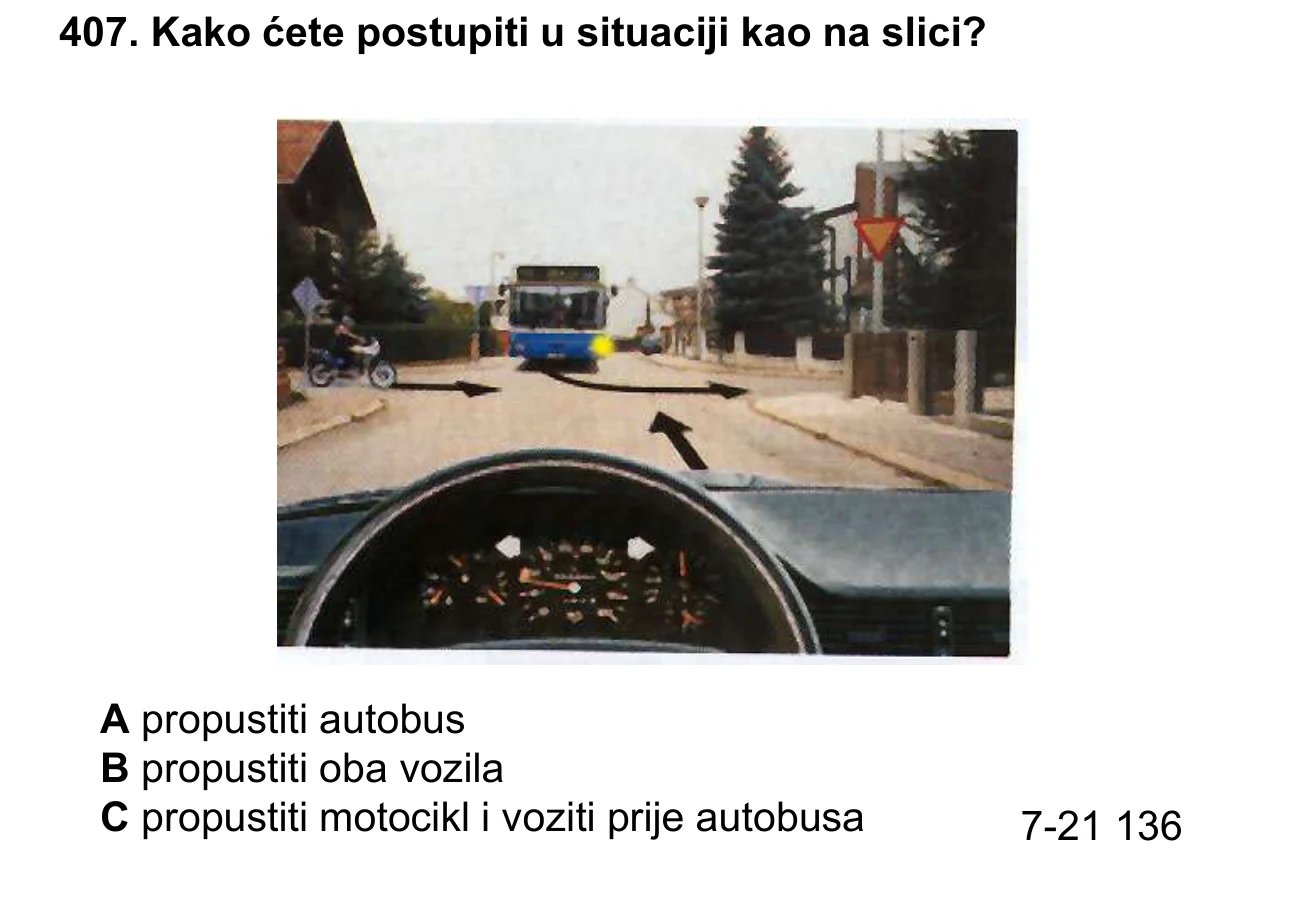 407. Kako ćete postupiti u situaciji kao na slici?
A propustiti autobus
B propustiti oba vozila
C propustiti motocikl i voziti prije autobusa
7-21 136